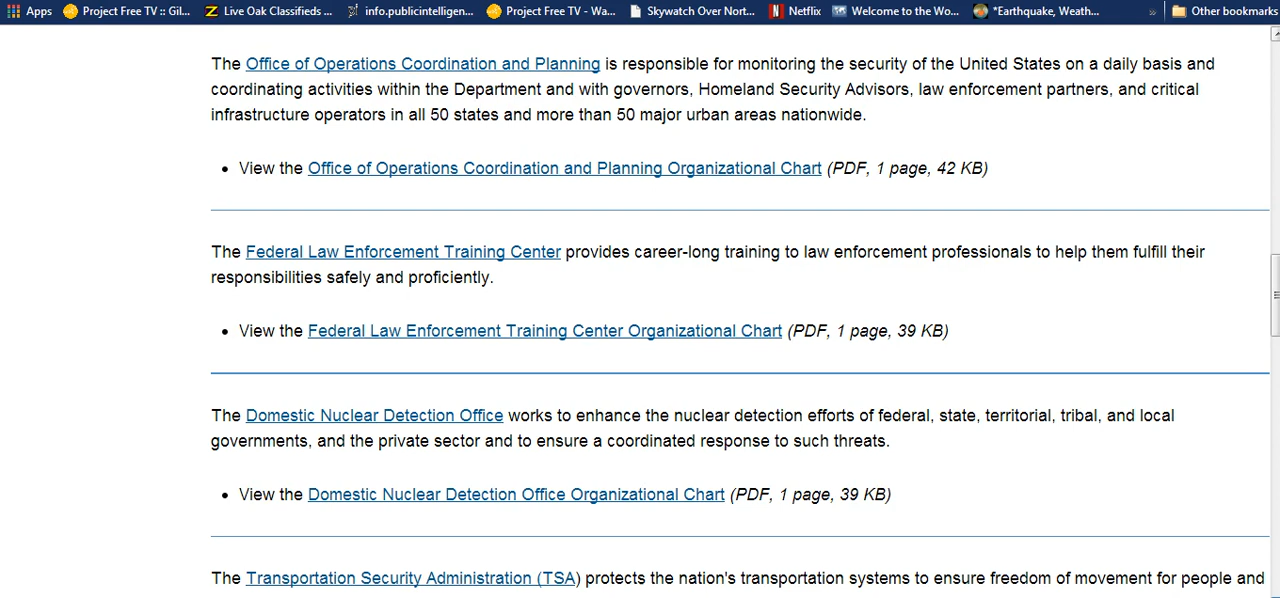 Apps Project Free TV :: Gil... Live Oak Classifieds ... info.publicintelligen... Project Free TV - Wa... Skywatch Over Nort... Netflix Welcome to the Wo... *Earthquake, Weath... » Other bookmarks
The Office of Operations Coordination and Planning is responsible for monitoring the security of the United States on a daily basis and
coordinating activities within the Department and with governors, Homeland Security Advisors, law enforcement partners, and critical
infrastructure operators in all 50 states and more than 50 major urban areas nationwide.
• View the Office of Operations Coordination and Planning Organizational Chart (PDF, 1 page, 42 KB)
The Federal Law Enforcement Training Center provides career-long training to law enforcement professionals to help them fulfill their
responsibilities safely and proficiently.
• View the Federal Law Enforcement Training Center Organizational Chart (PDF, 1 page, 39 KB)
The Domestic Nuclear Detection Office works to enhance the nuclear detection efforts of federal, state, territorial, tribal, and local
governments, and the private sector and to ensure a coordinated response to such threats.
• View the Domestic Nuclear Detection Office Organizational Chart (PDF, 1 page, 39 KB)
The Transportation Security Administration (TSA) protects the nation's transportation systems to ensure freedom of movement for people and